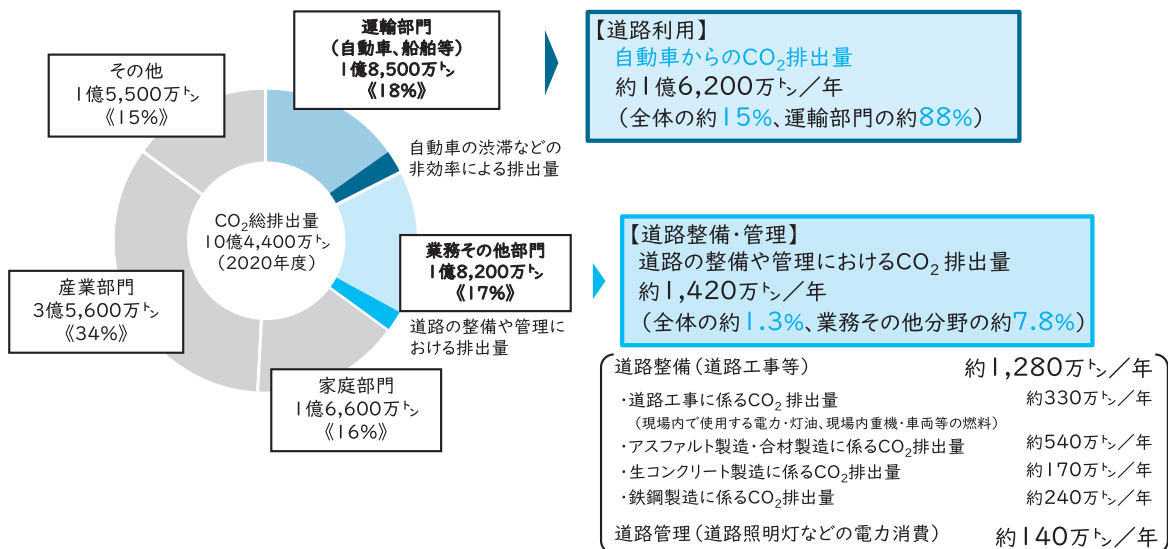 運輸部門
(自動車、船舶等)
1億8,500万㌧
《18%》
その他
1億5,500万㌧
《15%》
自動車の渋滞などの
非効率による排出量
CO₂総排出量
10億4,400万㌧
(2020年度)
業務その他部門
1億8,200万㌧
《17%》
産業部門
3億5,600万㌧
《34%》
道路の整備や管理に
おける排出量
家庭部門
1億6,600万㌧
《16%》
【道路利用】
自動車からのCO₂排出量
約1億6,200万㌧/年
(全体の約15%、運輸部門の約88%)
【道路整備・管理】
道路の整備や管理におけるCO₂排出量
約1,420万㌧/年
(全体の約1.3%、業務その他分野の約7.8%)
道路整備(道路工事等) 約1,280万㌧/年
・道路工事に係るCO₂排出量 約330万㌧/年
(現場内で使用する電力・灯油、現場内重機・車両等の燃料)
・アスファルト製造・合材製造に係るCO₂排出量 約540万㌧/年
・生コンクリート製造に係るCO₂排出量 約170万㌧/年
・鉄鋼製造に係るCO₂排出量 約240万㌧/年
道路管理(道路照明灯などの電力消費) 約140万㌧/年